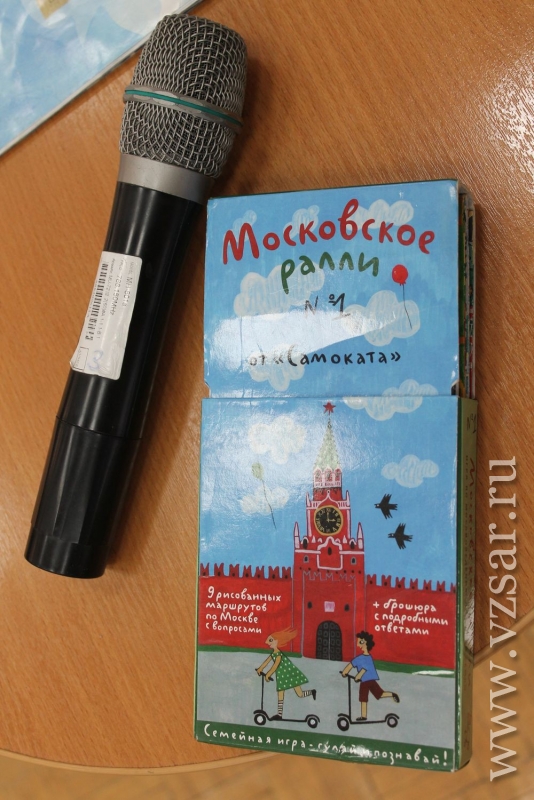 Московское
ралли
№1
от «Самоката»
9 рисованных
маршрутов
по Москве
с вопросами
+ брошюра
с подробными
ответами
Семейная игра - гуляй и познавай!
www.vzsar.ru